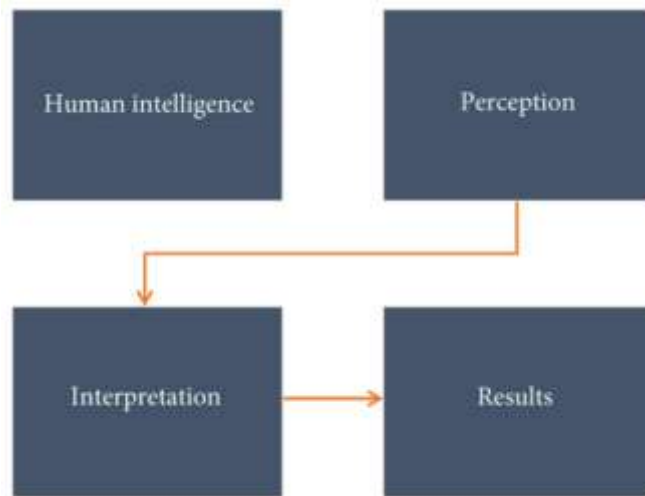 Human intelligence
Perception
Interpretation
Results